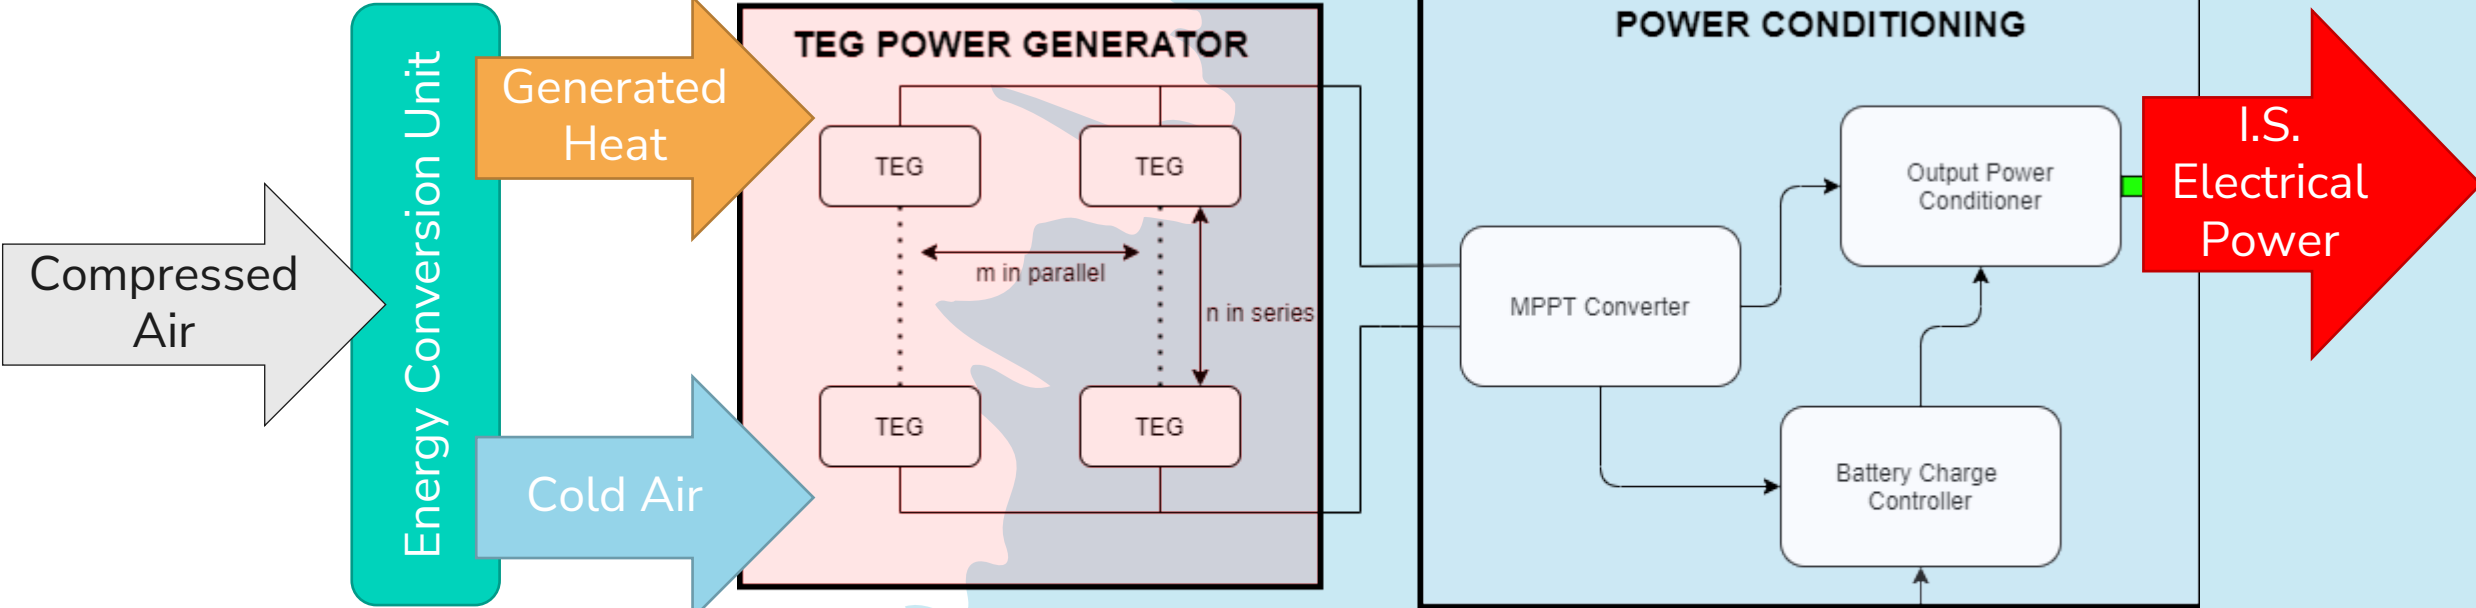 Compressed
Air
Energy Conversion Unit
Generated
Heat
Cold Air
TEG POWER GENERATOR
TEG
TEG
m in parallel
n in series
TEG
TEG
POWER CONDITIONING
MPPT Converter
Output Power
Conditioner
Battery Charge
Controller
I.S.
Electrical
Power